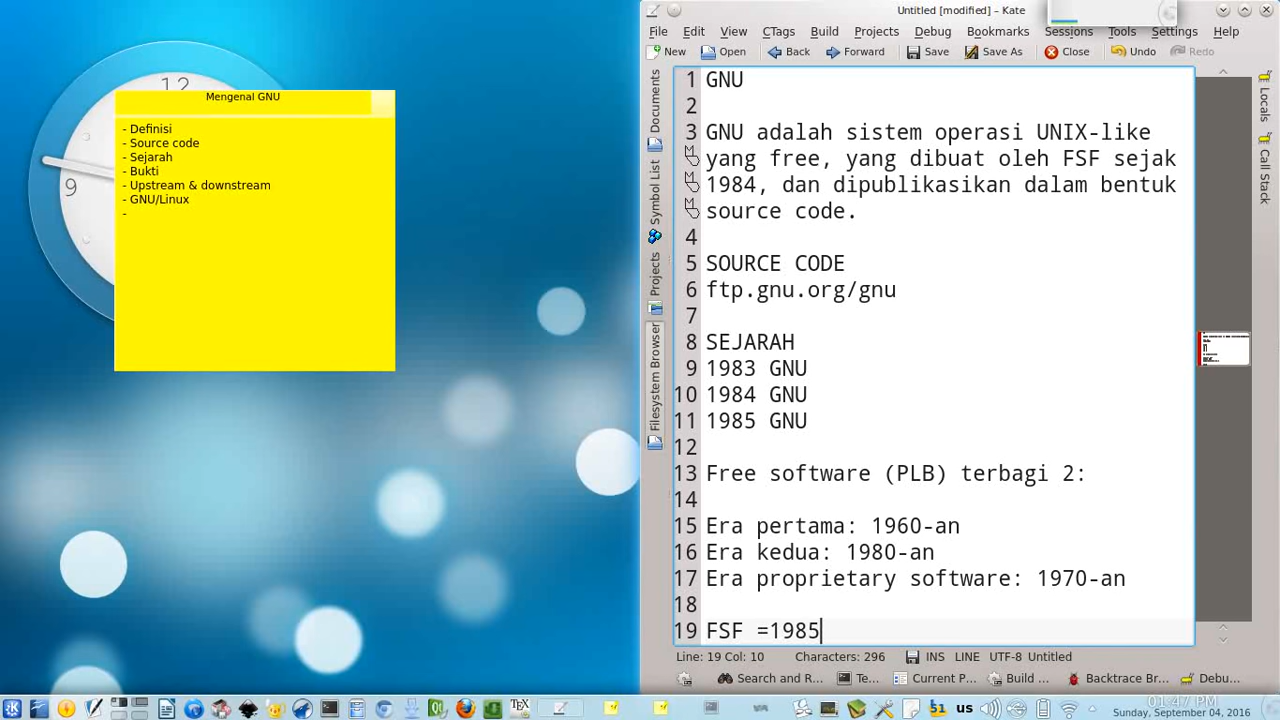 12
9
Mengenal GNU
- Definisi
- Source code
- Sejarah
- Bukti
- Upstream & downstream
- GNU/Linux
-
Untitled [modified] – Kate
File Edit View CTags Build Projects Debug Bookmarks Sessions Tools Settings Help
New Open Back Forward Save Save As Close Undo Redo
Documents
Symbol List
Projects
Filesystem Browser
1 GNU
2
3 GNU adalah sistem operasi UNIX-like
yang free, yang dibuat oleh FSF sejak
1984, dan dipublikasikan dalam bentuk
source code.
4
5 SOURCE CODE
6 ftp.gnu.org/gnu
7
8 SEJARAH
9 1983 GNU
10 1984 GNU
11 1985 GNU
12
13 Free software (PLB) terbagi 2:
14
15 Era pertama: 1960-an
16 Era kedua: 1980-an
17 Era proprietary software: 1970-an
18
19 FSF =1985
Locals
Call Stack
Line: 19 Col: 10 Characters: 296 INS LINE UTF-8 Untitled
Search and R... Te... Current P... Build ... Backtrace Br... Debu...
us
01:47 PM
Sunday, September 04, 2016